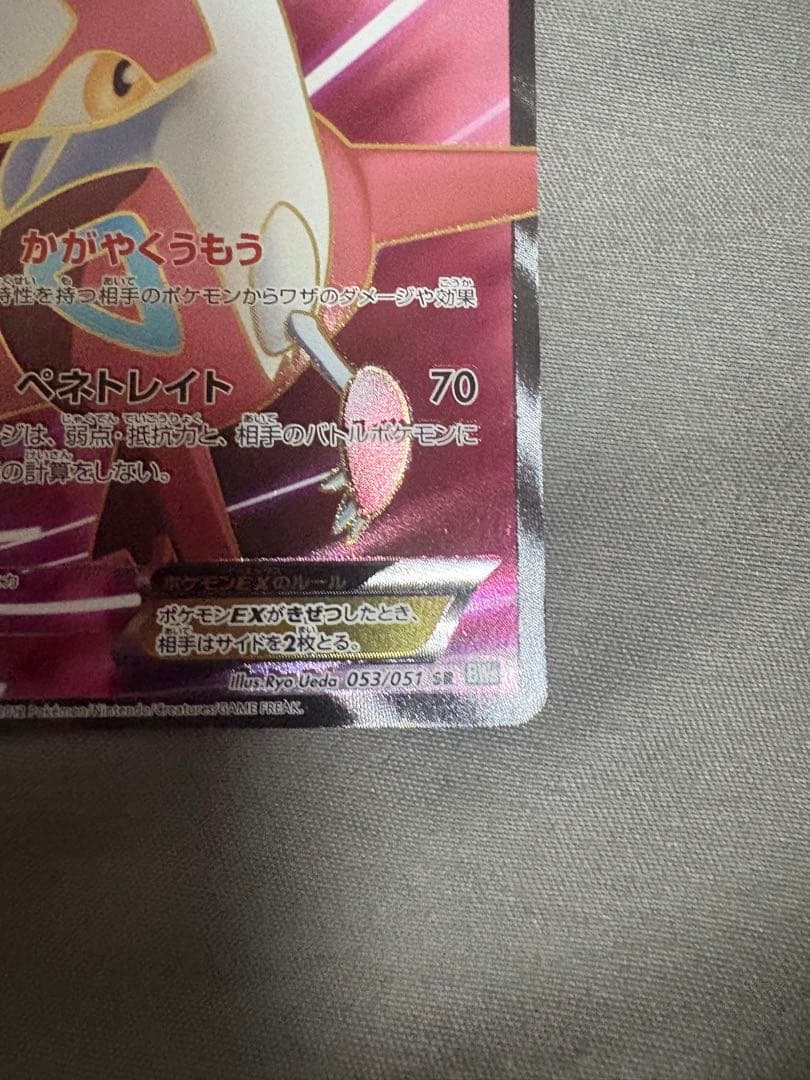 かがやくうもう
特性を持つ相手のポケモンからワザのダメージや効果
ペネトレイト 70
ジは、弱点・抵抗力と、相手のバトルポケモンに
の計算をしない。
ポケモンEXのルール
ポケモンEXがきぜつしたとき、
相手はサイドを2枚とる。
illus. Ryo Ueda 053/051 SR
Pokémon/Nintendo/Creatures/GAME FREAK.